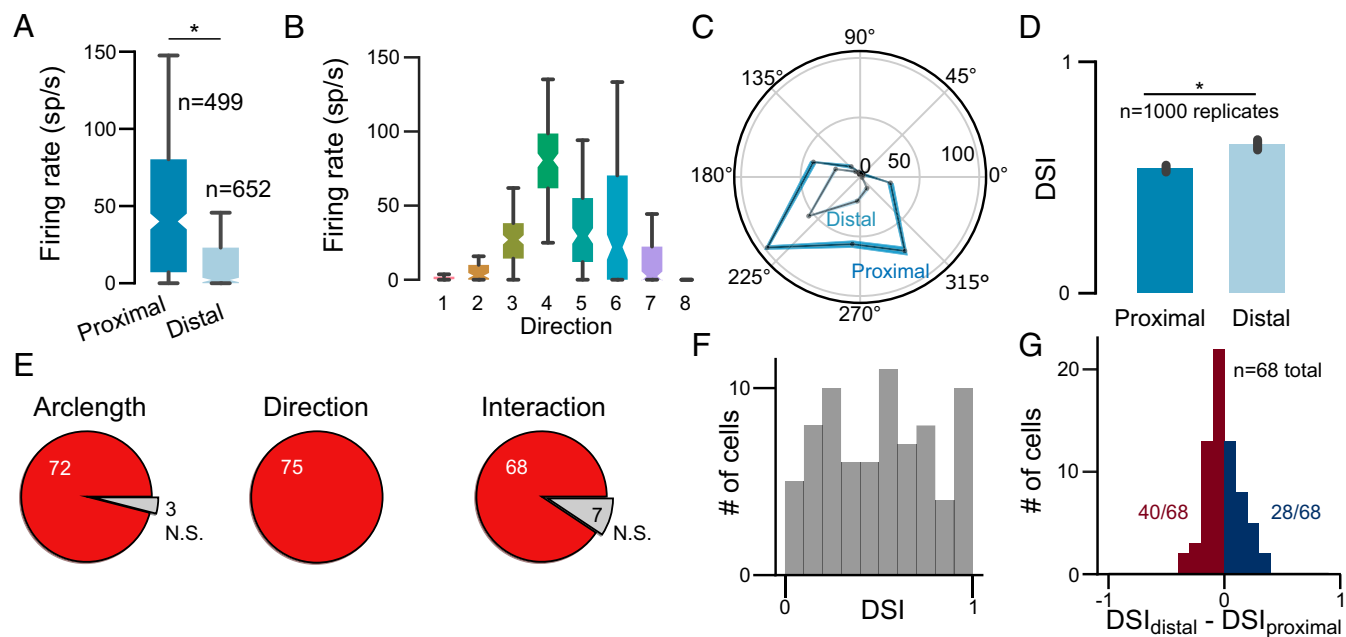 A
Firing rate (sp/s)
150
100
50
0
*
n=499
n=652
Proximal
Distal
B
Firing rate (sp/s)
150
100
50
0
1 2 3 4 5 6 7 8
Direction
C
90°
135°
45°
180°
0 50 100
0°
Distal
Proximal
225°
315°
270°
D
DSI
1
0
*
n=1000 replicates
Proximal Distal
E
Arclength
72
3
N.S.
Direction
75
Interaction
68
7
N.S.
F
# of cells
10
0
0 1
DSI
G
# of cells
20
10
0
n=68 total
40/68 28/68
-1 0 1
DSIdistal - DSIproximal